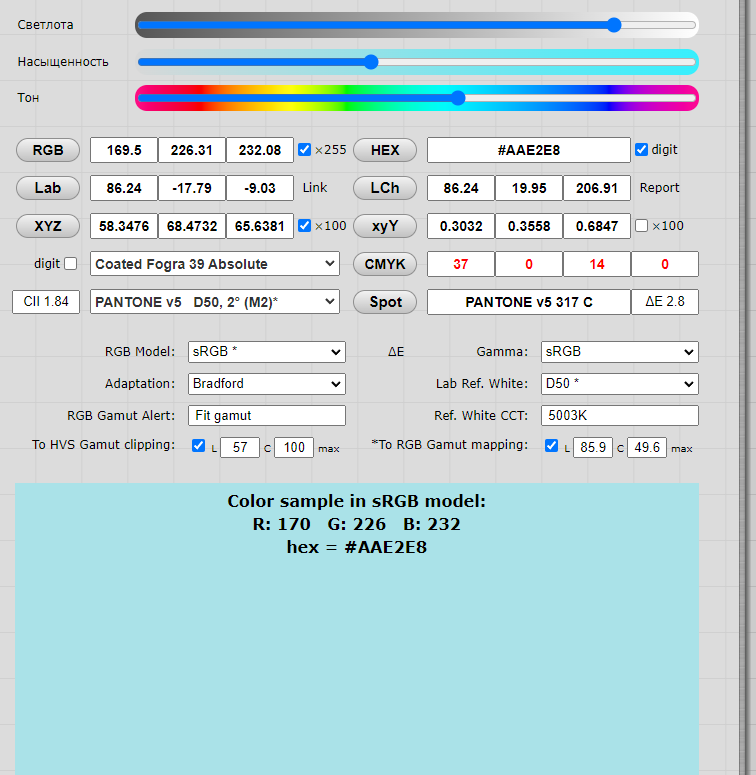 Светлота
Насыщенность
Тон
RGB 169.5 226.31 232.08 ×255 HEX #AAE2E8 digit
Lab 86.24 -17.79 -9.03 Link LCh 86.24 19.95 206.91 Report
XYZ 58.3476 68.4732 65.6381 ×100 xyY 0.3032 0.3558 0.6847 ×100
digit Coated Fogra 39 Absolute CMYK 37 0 14 0
CII 1.84 PANTONE v5 D50, 2° (M2)* Spot PANTONE v5 317 C ΔE 2.8
RGB Model: sRGB * ΔE Gamma: sRGB
Adaptation: Bradford Lab Ref. White: D50 *
RGB Gamut Alert: Fit gamut Ref. White CCT: 5003K
To HVS Gamut clipping: L 57 C 100 max *To RGB Gamut mapping: L 85.9 C 49.6 max
Color sample in sRGB model:
R: 170 G: 226 B: 232
hex = #AAE2E8